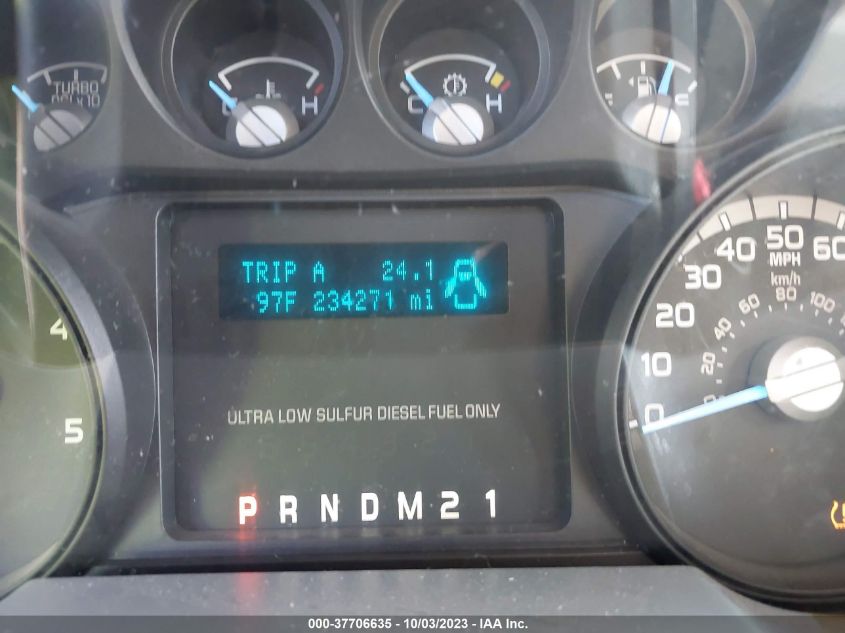 TURBO
PSI x 10
C H
C H
E F
TRIP A 24.1
97F 234271 mi
ULTRA LOW SULFUR DIESEL FUEL ONLY
P R N D M 2 1
4
5
0 10 20 30 40 50 60
MPH
km/h
20 40 60 80 100
000-37706635 - 10/03/2023 - IAA Inc.